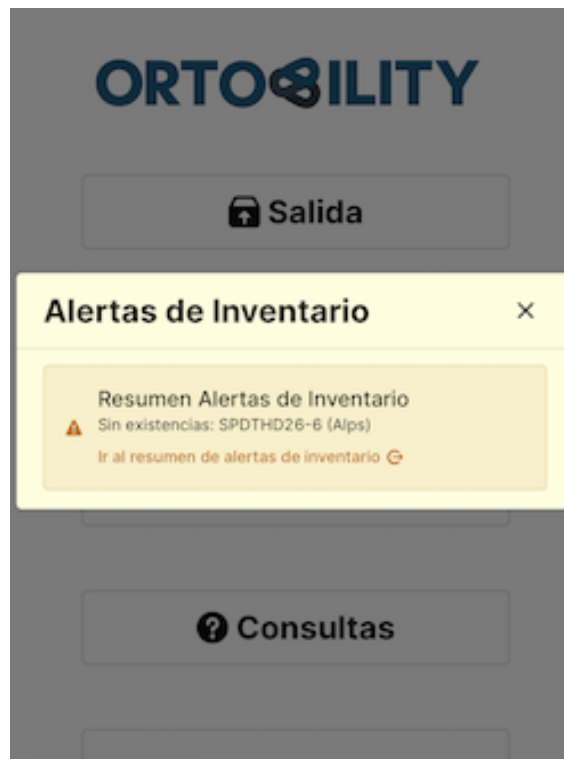 ORTOBILITY
Salida
Alertas de Inventario
Resumen Alertas de Inventario
Sin existencias: SPDTHD26-6 (Alps)
Ir al resumen de alertas de inventario
Consultas